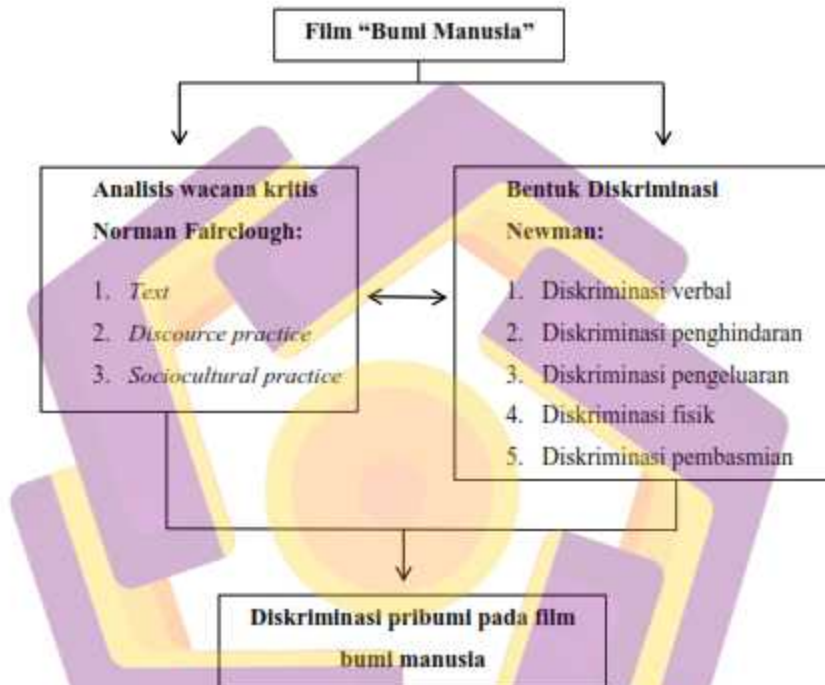 Film “Bumi Manusia”
Analisis wacana kritis
Norman Fairclough:
1. Text
2. Discource practice
3. Sociocultural practice
Bentuk Diskriminasi
Newman:
1. Diskriminasi verbal
2. Diskriminasi penghindaran
3. Diskriminasi pengeluaran
4. Diskriminasi fisik
5. Diskriminasi pembasmian
Diskriminasi pribumi pada film
bumi manusia